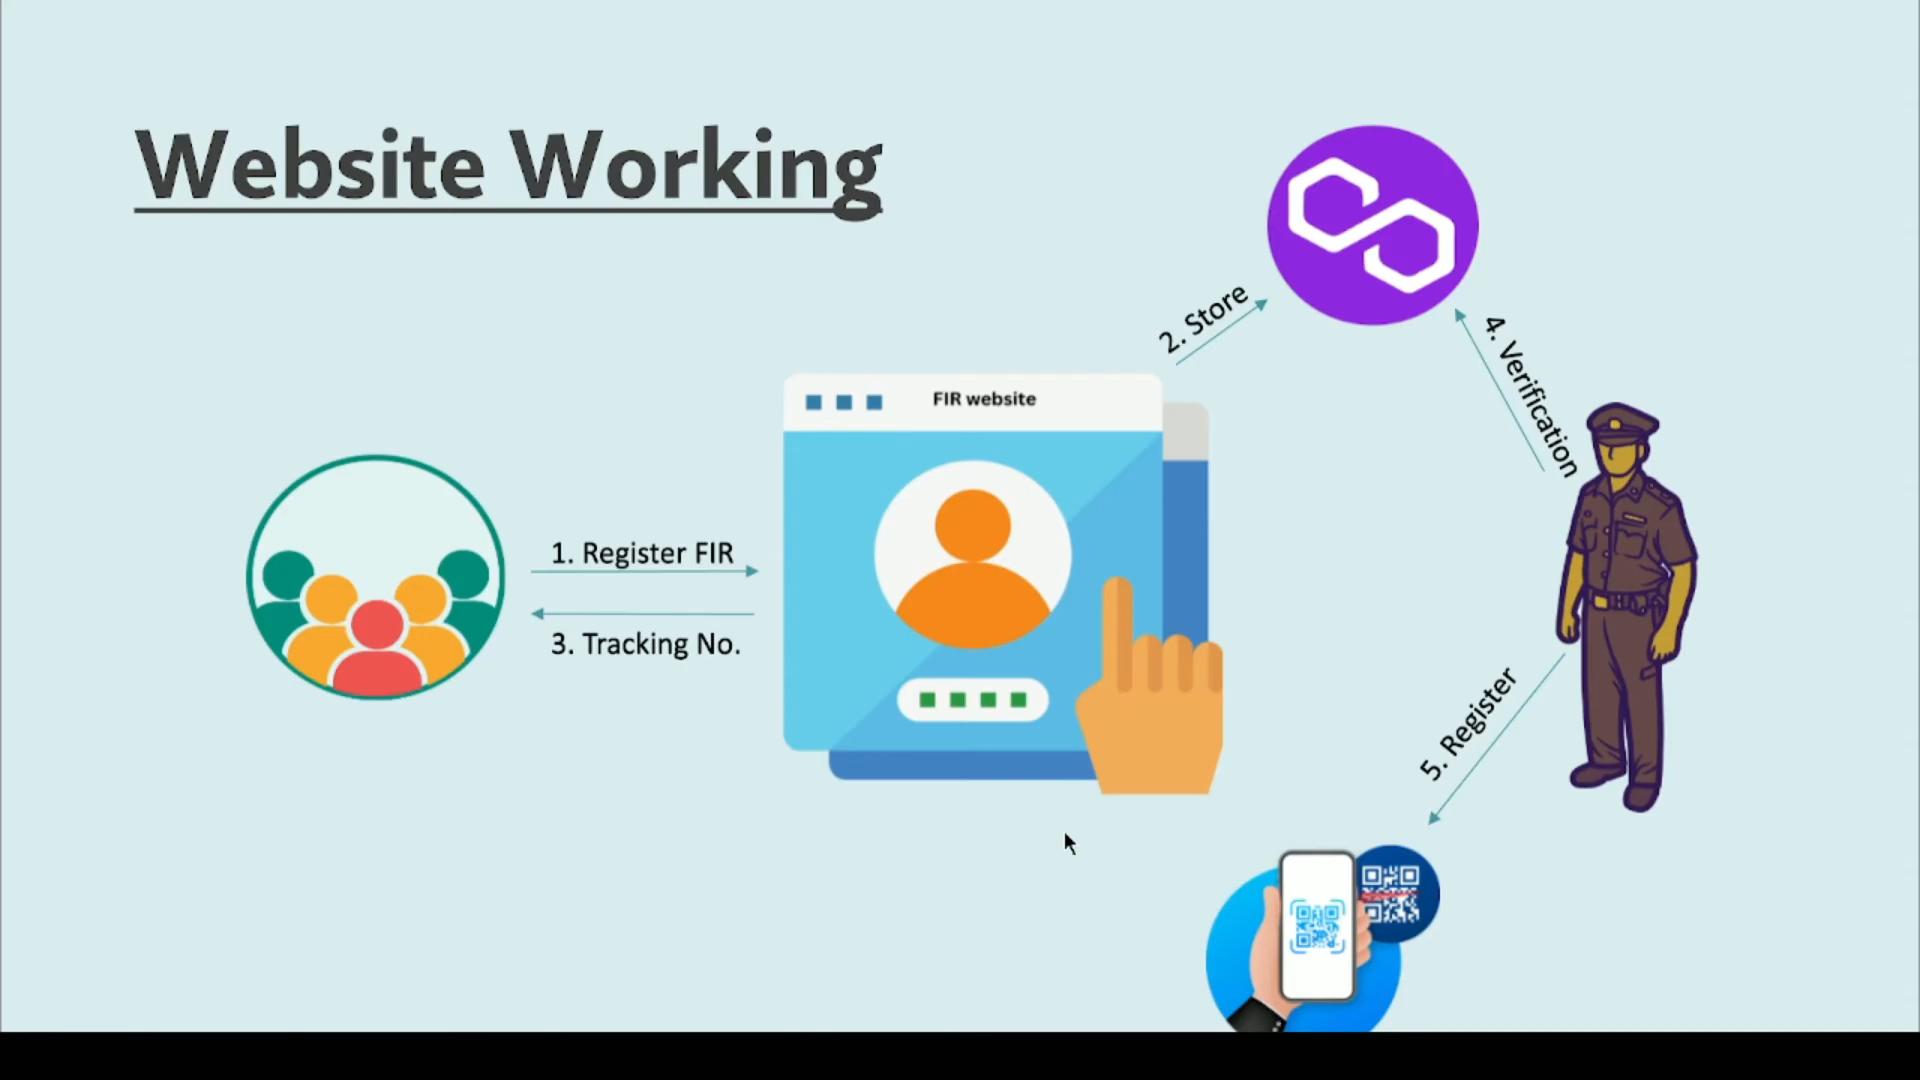 Website Working
2. Store
4. Verification
FIR website
1. Register FIR
3. Tracking No.
5. Register